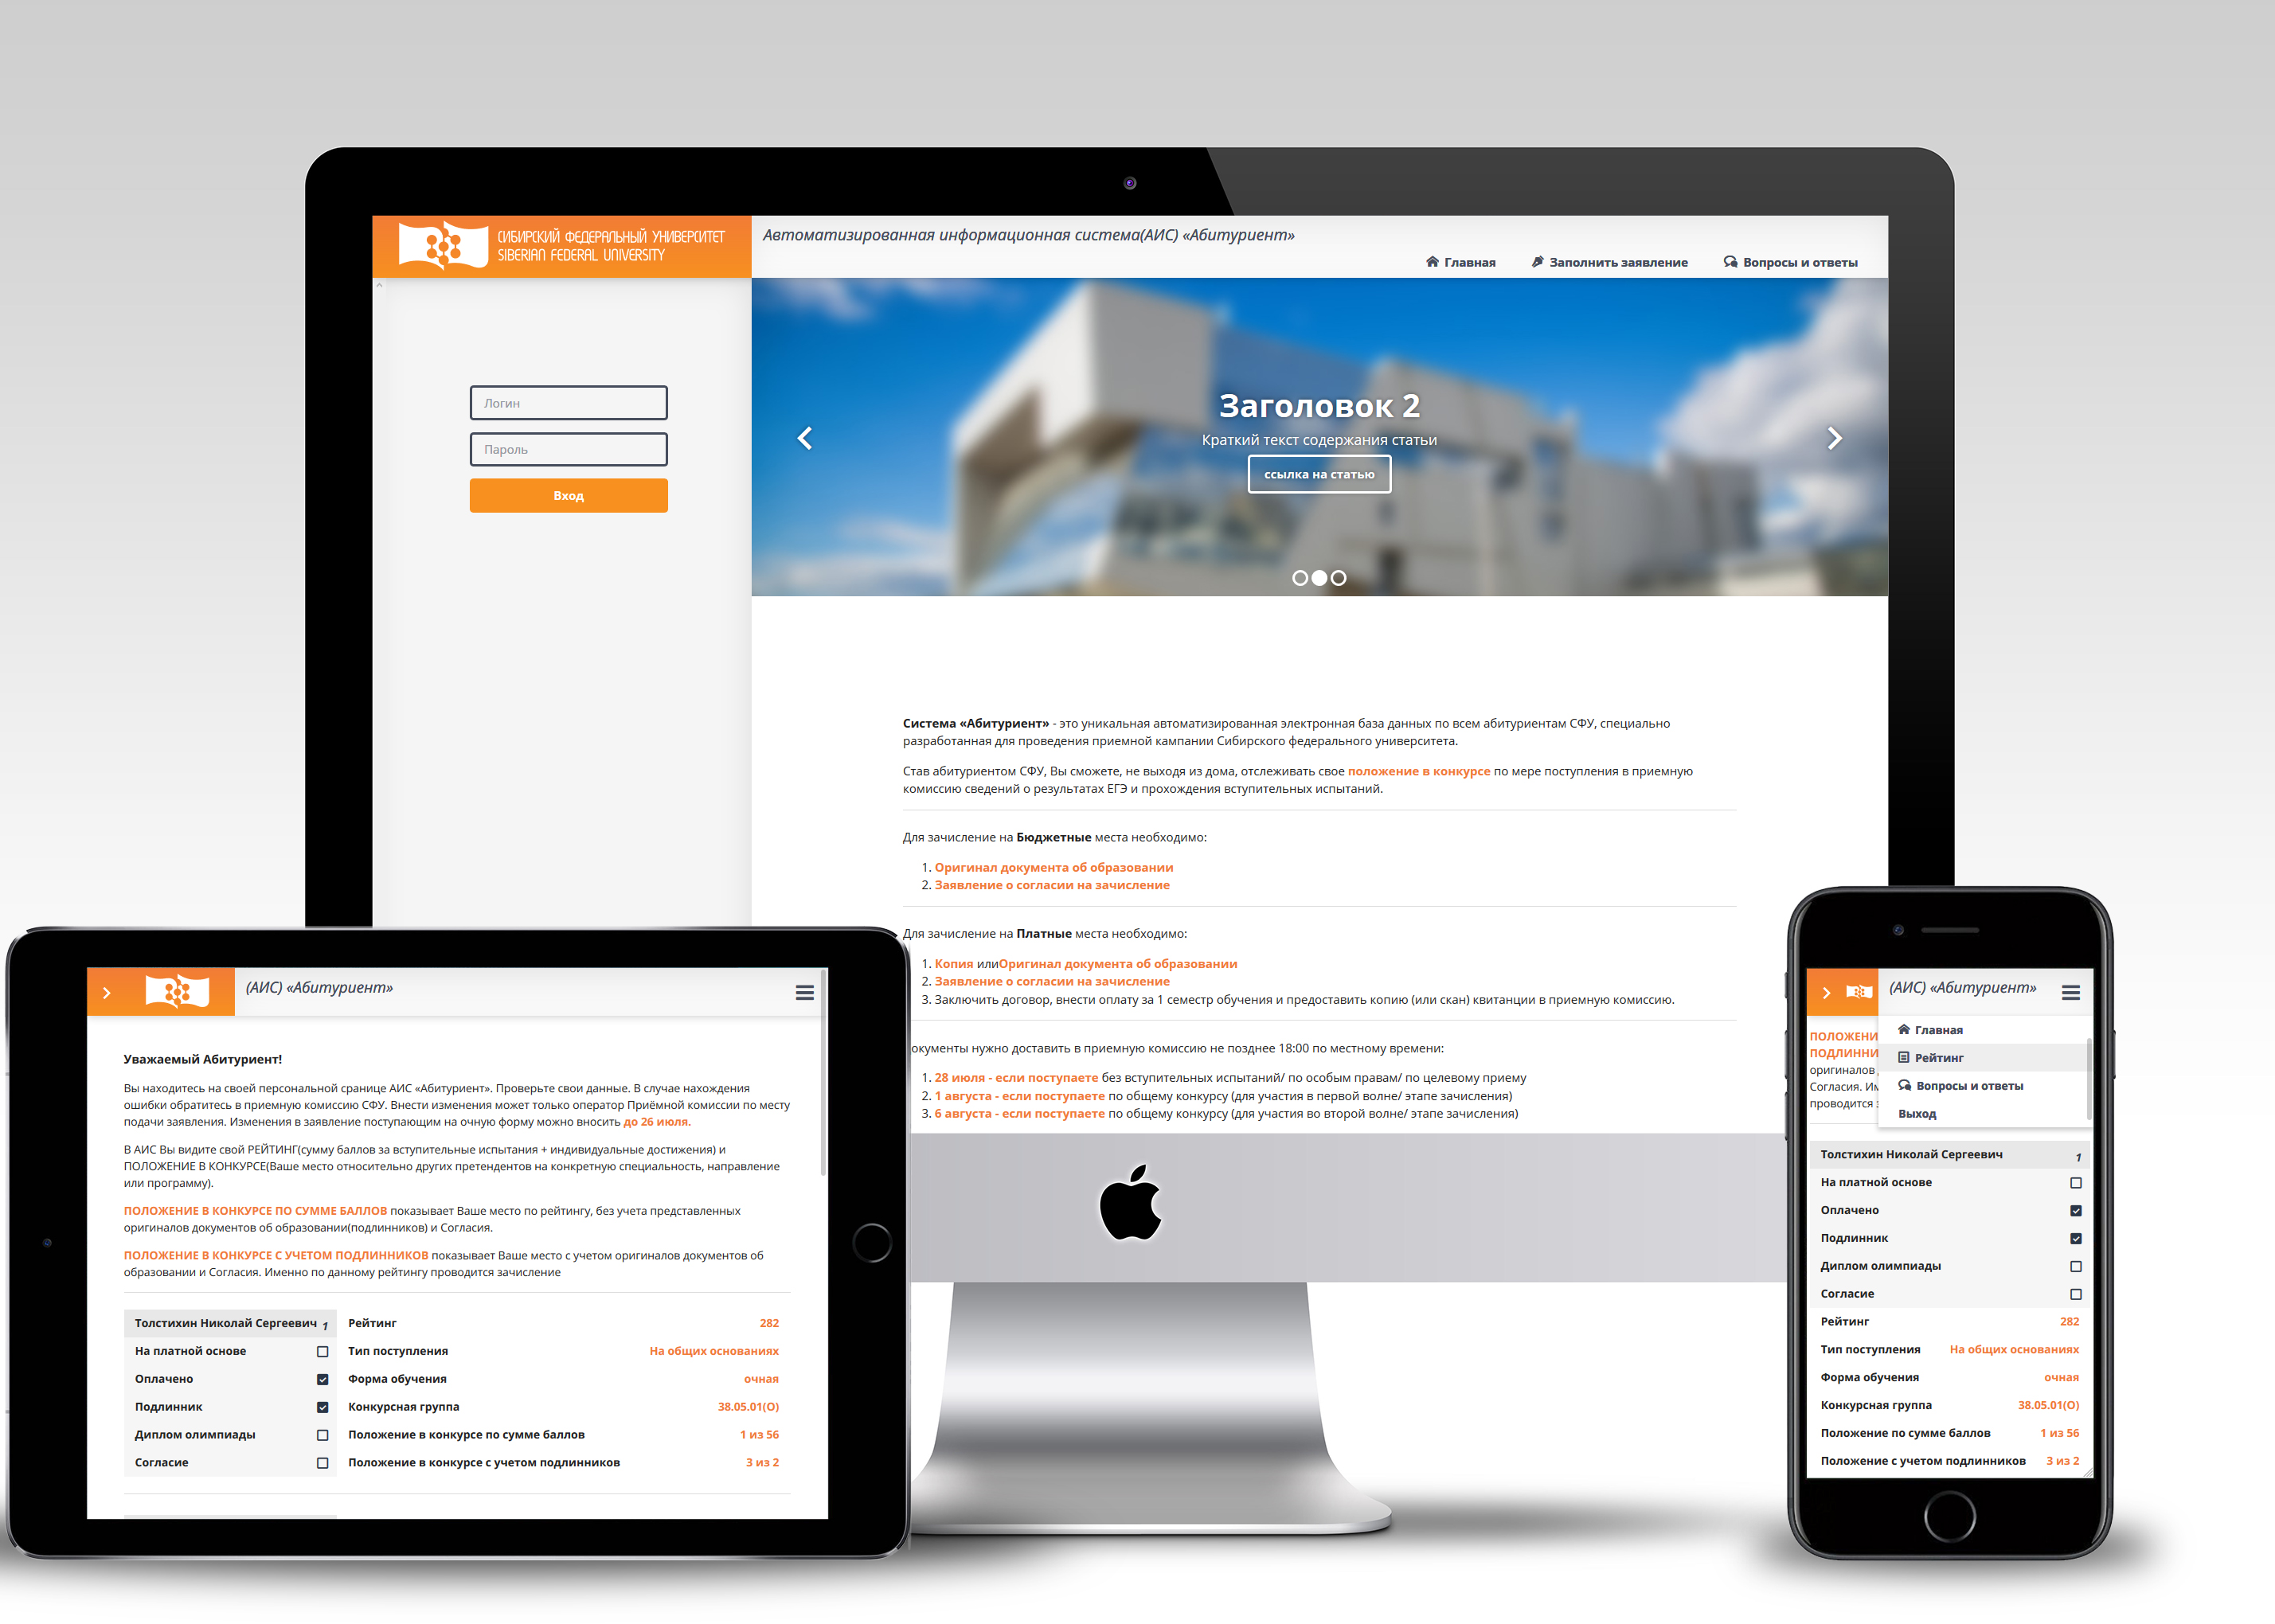 СИБИРСКИЙ ФЕДЕРАЛЬНЫЙ УНИВЕРСИТЕТ
SIBERIAN FEDERAL UNIVERSITY
Автоматизированная информационная система(АИС) «Абитуриент»
Главная
Заполнить заявление
Вопросы и ответы
Логин
Пароль
Вход
Заголовок 2
Краткий текст содержания статьи
ссылка на статью
Система «Абитуриент» - это уникальная автоматизированная электронная база данных по всем абитуриентам СФУ, специально
разработанная для проведения приемной кампании Сибирского федерального университета.
Став абитуриентом СФУ, Вы сможете, не выходя из дома, отслеживать свое положение в конкурсе по мере поступления в приемную
комиссию сведений о результатах ЕГЭ и прохождения вступительных испытаний.
Для зачисление на Бюджетные места необходимо:
1. Оригинал документа об образовании
2. Заявление о согласии на зачисление
Для зачисление на Платные места необходимо:
1. Копия илиОригинал документа об образовании
2. Заявление о согласии на зачисление
3. Заключить договор, внести оплату за 1 семестр обучения и предоставить копию (или скан) квитанции в приемную комиссию.
окументы нужно доставить в приемную комиссию не позднее 18:00 по местному времени:
1. 28 июля - если поступаете без вступительных испытаний/ по особым правам/ по целевому приему
2. 1 августа - если поступаете по общему конкурсу (для участия в первой волне/ этапе зачисления)
3. 6 августа - если поступаете по общему конкурсу (для участия во второй волне/ этапе зачисления)
(АИС) «Абитуриент»
Уважаемый Абитуриент!
Вы находитесь на своей персональной сранице АИС «Абитуриент». Проверьте свои данные. В случае нахождения
ошибки обратитесь в приемную комиссию СФУ. Внести изменения может только оператор Приёмной комиссии по месту
подачи заявления. Изменения в заявление поступающим на очную форму можно вносить до 26 июля.
В АИС Вы видите свой РЕЙТИНГ(сумму баллов за вступительные испытания + индивидуальные достижения) и
ПОЛОЖЕНИЕ В КОНКУРСЕ(Ваше место относительно других претендентов на конкретную специальность, направление
или программу).
ПОЛОЖЕНИЕ В КОНКУРСЕ ПО СУММЕ БАЛЛОВ показывает Ваше место по рейтингу, без учета представленных
оригиналов документов об образовании(подлинников) и Согласия.
ПОЛОЖЕНИЕ В КОНКУРСЕ С УЧЕТОМ ПОДЛИННИКОВ показывает Ваше место с учетом оригиналов документов об
образовании и Согласия. Именно по данному рейтингу проводится зачисление
Толстихин Николай Сергеевич 1 Рейтинг 282
На платной основе Тип поступления На общих основаниях
Оплачено Форма обучения очная
Подлинник Конкурсная группа 38.05.01(О)
Диплом олимпиады Положение в конкурсе по сумме баллов 1 из 56
Согласие Положение в конкурсе с учетом подлинников 3 из 2
(АИС) «Абитуриент»
Главная
Рейтинг
Вопросы и ответы
Выход
ПОЛОЖЕНИ
ПОДЛИННИ
оригиналов
Согласия. Им
проводится з
Толстихин Николай Сергеевич 1
На платной основе
Оплачено
Подлинник
Диплом олимпиады
Согласие
Рейтинг 282
Тип поступления На общих основаниях
Форма обучения очная
Конкурсная группа 38.05.01(О)
Положение по сумме баллов 1 из 56
Положение с учетом подлинников 3 из 2